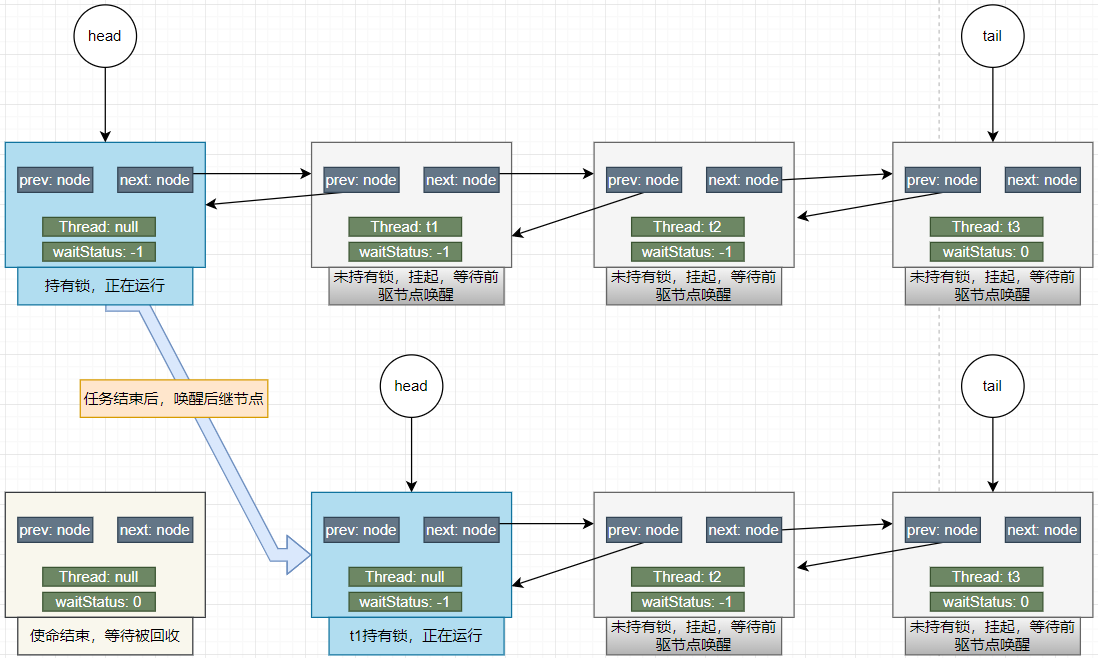 head
tail
prev: node
next: node
Thread: null
waitStatus: -1
持有锁，正在运行
prev: node
next: node
Thread: t1
waitStatus: -1
未持有锁，挂起，等待前
驱节点唤醒
prev: node
next: node
Thread: t2
waitStatus: -1
未持有锁，挂起，等待前
驱节点唤醒
prev: node
next: node
Thread: t3
waitStatus: 0
未持有锁，挂起，等待前
驱节点唤醒
任务结束后，唤醒后继节点
head
tail
prev: node
next: node
Thread: null
waitStatus: 0
使命结束，等待被回收
prev: node
next: node
Thread: null
waitStatus: -1
t1持有锁，正在运行
prev: node
next: node
Thread: t2
waitStatus: -1
未持有锁，挂起，等待前
驱节点唤醒
prev: node
next: node
Thread: t3
waitStatus: 0
未持有锁，挂起，等待前
驱节点唤醒